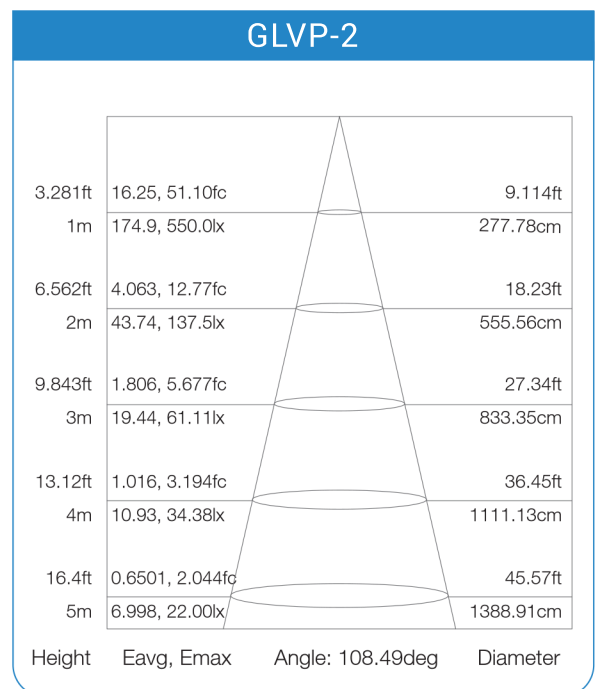 GLVP-2
3.281ft 16.25, 51.10fc 9.114ft
1m 174.9, 550.0lx 277.78cm
6.562ft 4.063, 12.77fc 18.23ft
2m 43.74, 137.5lx 555.56cm
9.843ft 1.806, 5.677fc 27.34ft
3m 19.44, 61.11lx 833.35cm
13.12ft 1.016, 3.194fc 36.45ft
4m 10.93, 34.38lx 1111.13cm
16.4ft 0.6501, 2.044fc 45.57ft
5m 6.998, 22.00lx 1388.91cm
Height Eavg, Emax Angle: 108.49deg Diameter